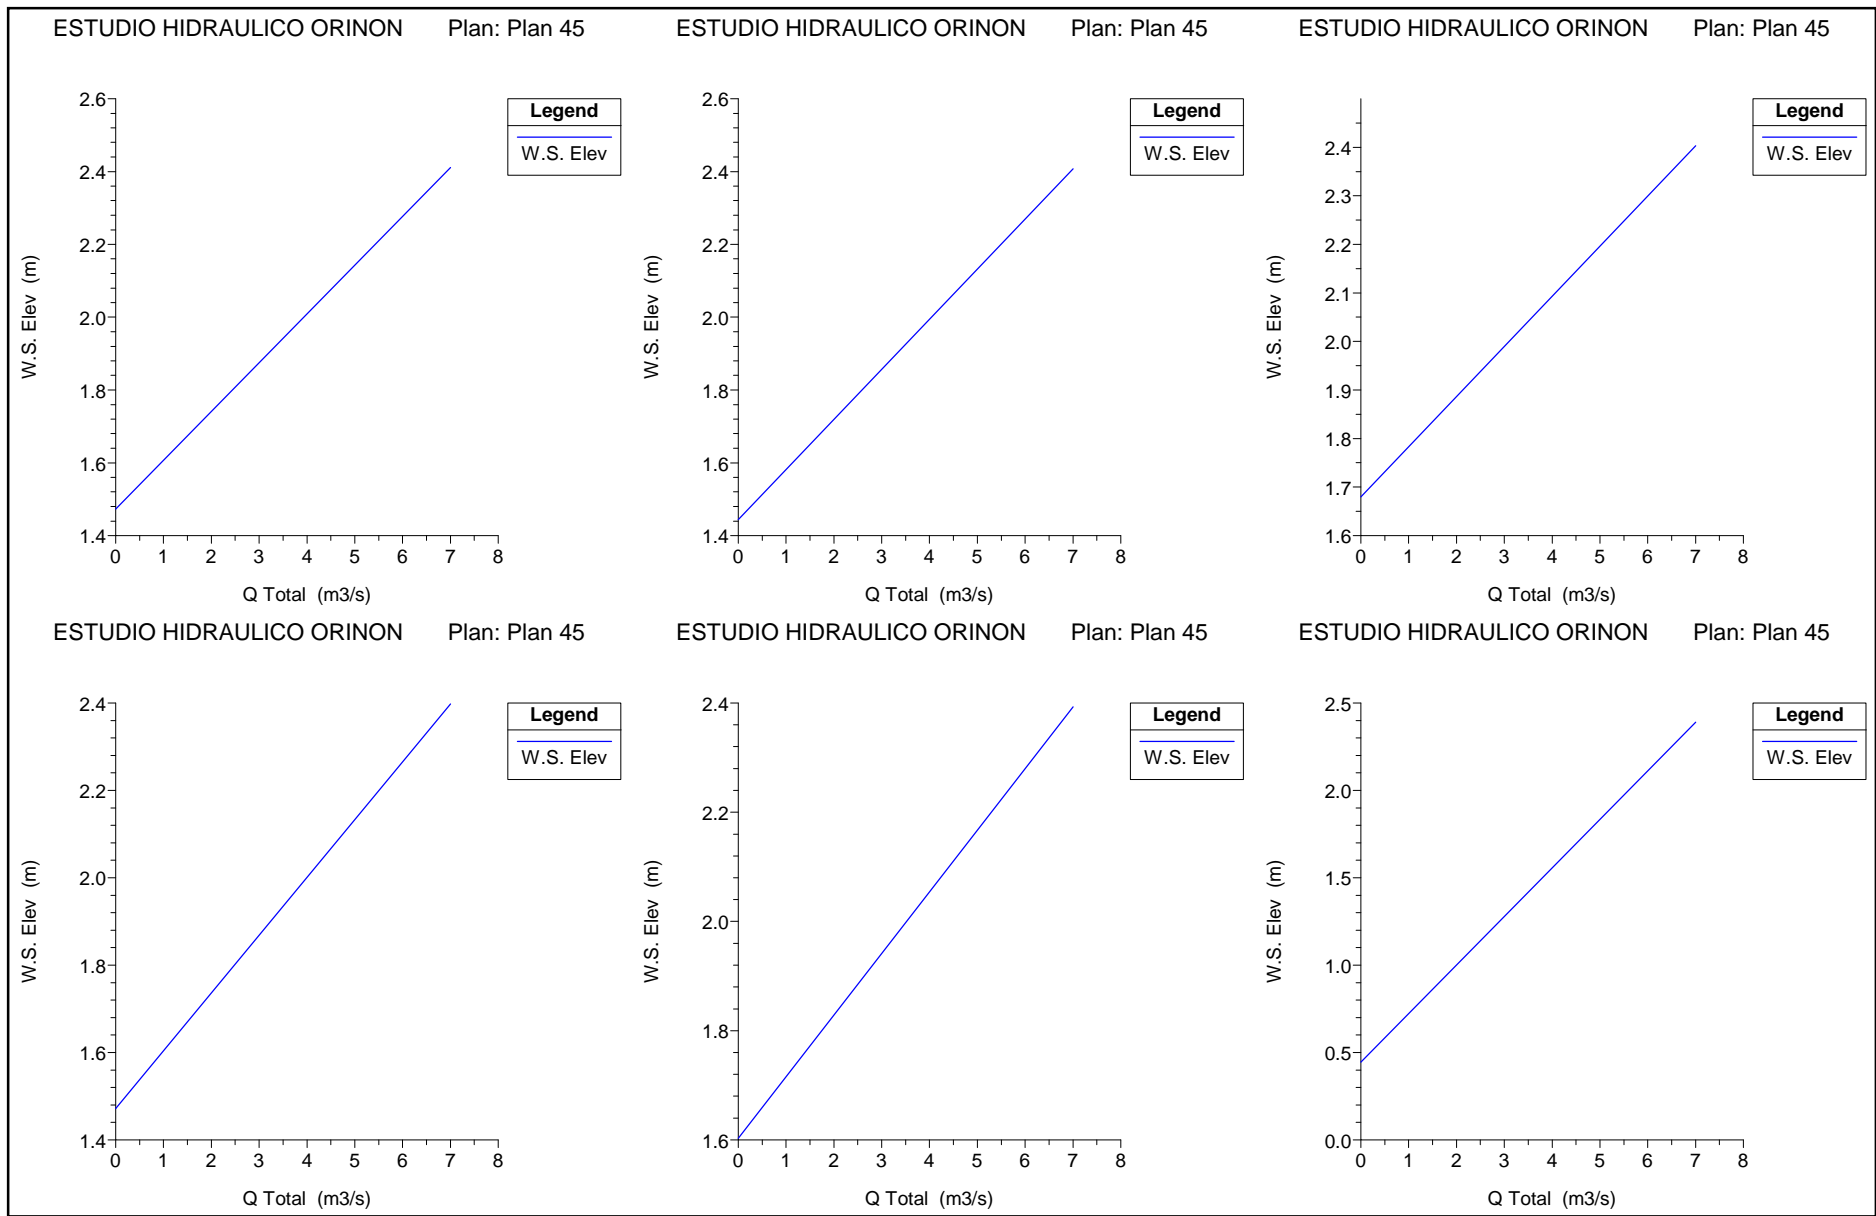 ESTUDIO HIDRAULICO ORINON Plan: Plan 45
2.6
2.4
2.2
2.0
1.8
1.6
1.4
W.S. Elev (m)
0 1 2 3 4 5 6 7 8
Q Total (m3/s)
Legend
W.S. Elev
ESTUDIO HIDRAULICO ORINON Plan: Plan 45
2.6
2.4
2.2
2.0
1.8
1.6
1.4
W.S. Elev (m)
0 1 2 3 4 5 6 7 8
Q Total (m3/s)
Legend
W.S. Elev
ESTUDIO HIDRAULICO ORINON Plan: Plan 45
2.4
2.3
2.2
2.1
2.0
1.9
1.8
1.7
1.6
W.S. Elev (m)
0 1 2 3 4 5 6 7 8
Q Total (m3/s)
Legend
W.S. Elev
ESTUDIO HIDRAULICO ORINON Plan: Plan 45
2.4
2.2
2.0
1.8
1.6
1.4
W.S. Elev (m)
0 1 2 3 4 5 6 7 8
Q Total (m3/s)
Legend
W.S. Elev
ESTUDIO HIDRAULICO ORINON Plan: Plan 45
2.4
2.2
2.0
1.8
1.6
W.S. Elev (m)
0 1 2 3 4 5 6 7 8
Q Total (m3/s)
Legend
W.S. Elev
ESTUDIO HIDRAULICO ORINON Plan: Plan 45
2.5
2.0
1.5
1.0
0.5
0.0
W.S. Elev (m)
0 1 2 3 4 5 6 7 8
Q Total (m3/s)
Legend
W.S. Elev